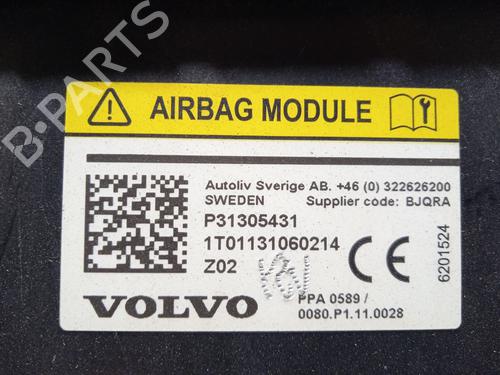 B-PARTS
AIRBAG MODULE
Autoliv Sverige AB. +46 (0) 322626200
SWEDEN Supplier code: BJQRA
P31305431
1T01131060214
Z02
VOLVO
PPA 0589 /
0080.P1.11.0028
6201524